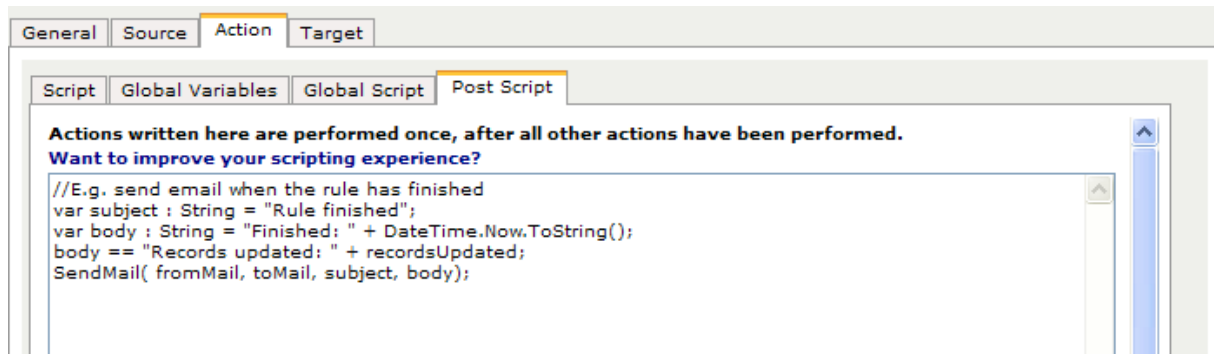 General Source Action Target
Script Global Variables Global Script Post Script
Actions written here are performed once, after all other actions have been performed.
Want to improve your scripting experience?
//E.g. send email when the rule has finished
var subject : String = "Rule finished";
var body : String = "Finished: " + DateTime.Now.ToString();
body == "Records updated: " + recordsUpdated;
SendMail( fromMail, toMail, subject, body);